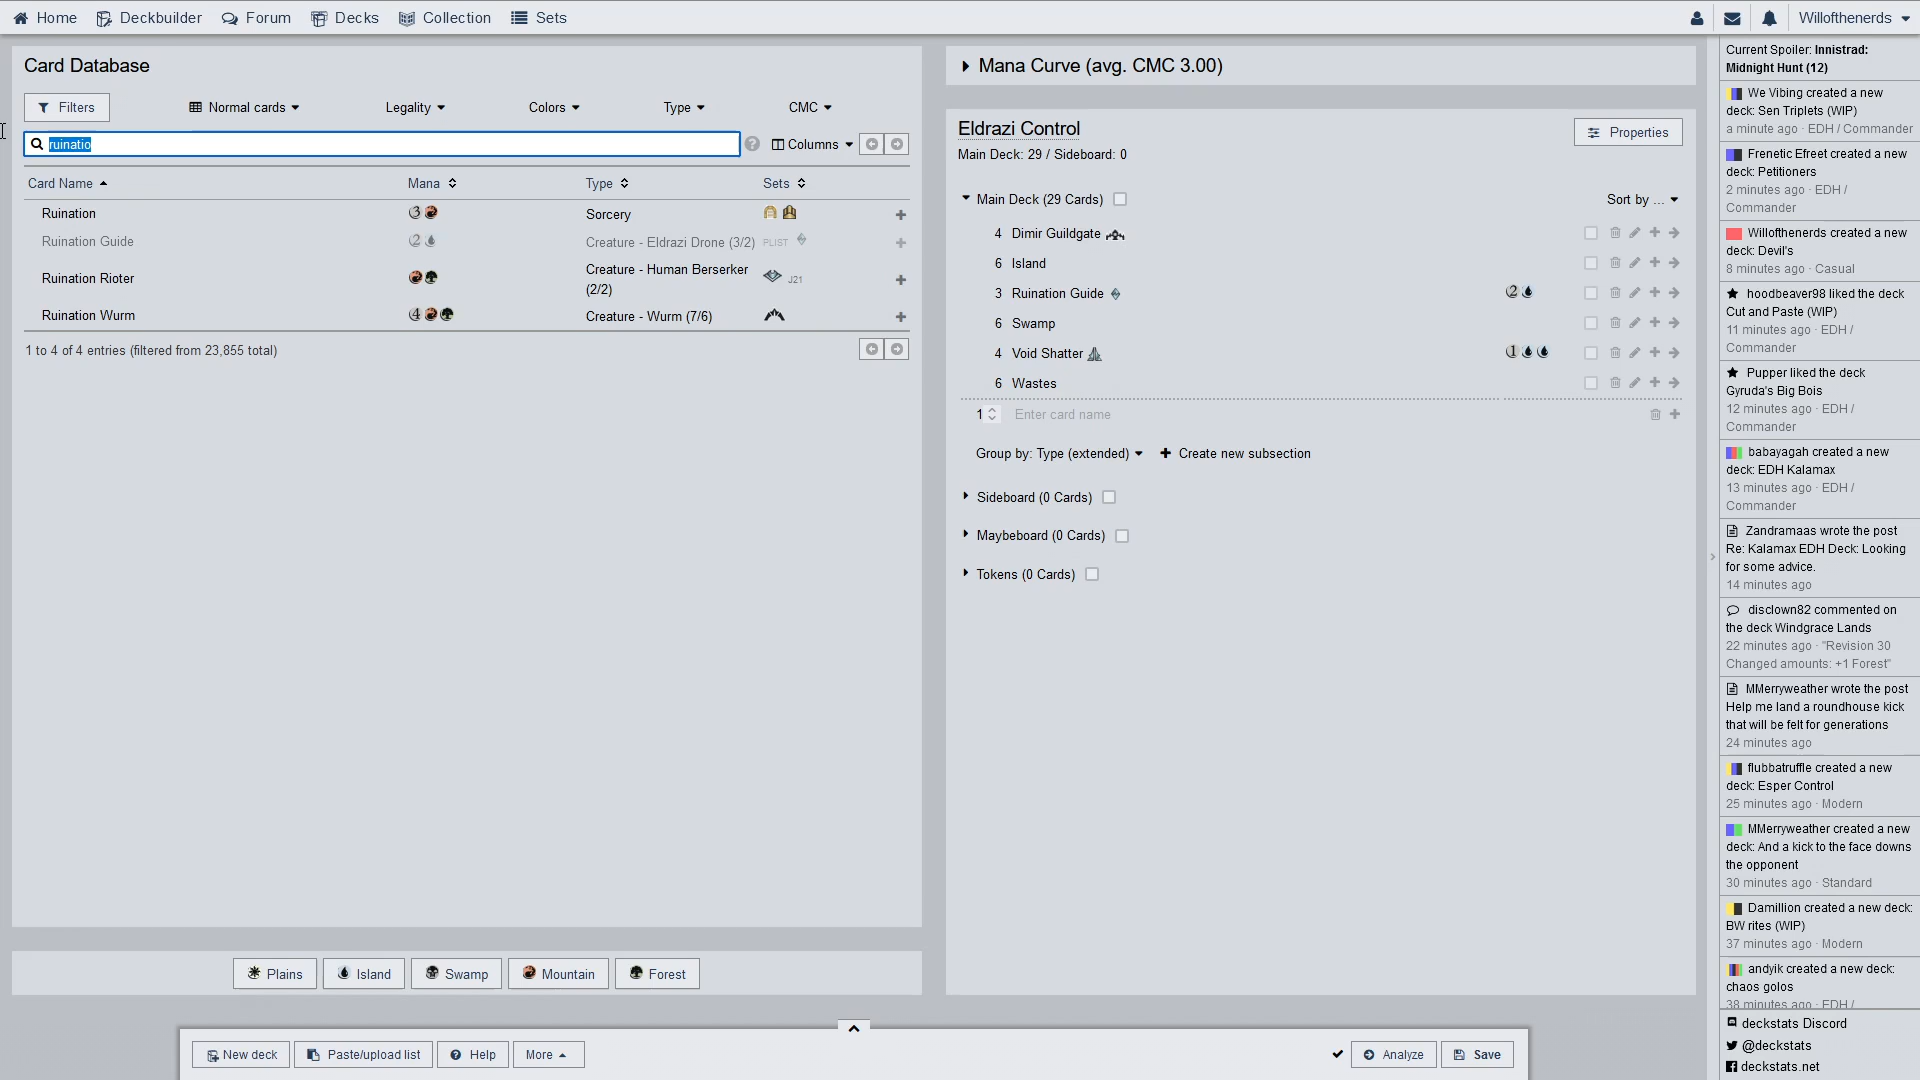 Home Deckbuilder Forum Decks Collection Sets Willofthenerds
Card Database
Filters Normal cards Legality Colors Type CMC
ruinatio ? Columns
Card Name Mana Type Sets
Ruination 3 Sorcery
Ruination Guide 2 Creature - Eldrazi Drone (3/2) PLIST
Ruination Rioter Creature - Human Berserker
(2/2) J21
Ruination Wurm 4 Creature - Wurm (7/6)
1 to 4 of 4 entries (filtered from 23,855 total)
Plains Island Swamp Mountain Forest
Mana Curve (avg. CMC 3.00)
Eldrazi Control
Properties
Main Deck: 29 / Sideboard: 0
Main Deck (29 Cards) Sort by ...
4 Dimir Guildgate
6 Island
3 Ruination Guide 2
6 Swamp
4 Void Shatter 1
6 Wastes
1 Enter card name
Group by: Type (extended) Create new subsection
Sideboard (0 Cards)
Maybeboard (0 Cards)
Tokens (0 Cards)
New deck Paste/upload list Help More Analyze Save
Current Spoiler: Innistrad:
Midnight Hunt (12)
We Vibing created a new
deck: Sen Triplets (WIP)
a minute ago · EDH / Commander
Frenetic Efreet created a new
deck: Petitioners
2 minutes ago · EDH /
Commander
Willofthenerds created a new
deck: Devil's
8 minutes ago · Casual
hoodbeaver98 liked the deck
Cut and Paste (WIP)
11 minutes ago · EDH /
Commander
Pupper liked the deck
Gyruda's Big Bois
12 minutes ago · EDH /
Commander
babayagah created a new
deck: EDH Kalamax
13 minutes ago · EDH /
Commander
Zandramaas wrote the post
Re: Kalamax EDH Deck: Looking
for some advice.
14 minutes ago
disclown82 commented on
the deck Windgrace Lands
22 minutes ago · "Revision 30
Changed amounts: +1 Forest"
MMerryweather wrote the post
Help me land a roundhouse kick
that will be felt for generations
24 minutes ago
flubbatruffle created a new
deck: Esper Control
25 minutes ago · Modern
MMerryweather created a new
deck: And a kick to the face downs
the opponent
30 minutes ago · Standard
Damillion created a new deck:
BW rites (WIP)
37 minutes ago · Modern
andyik created a new deck:
chaos golos
38 minutes ago · EDH /
deckstats Discord
@deckstats
deckstats.net